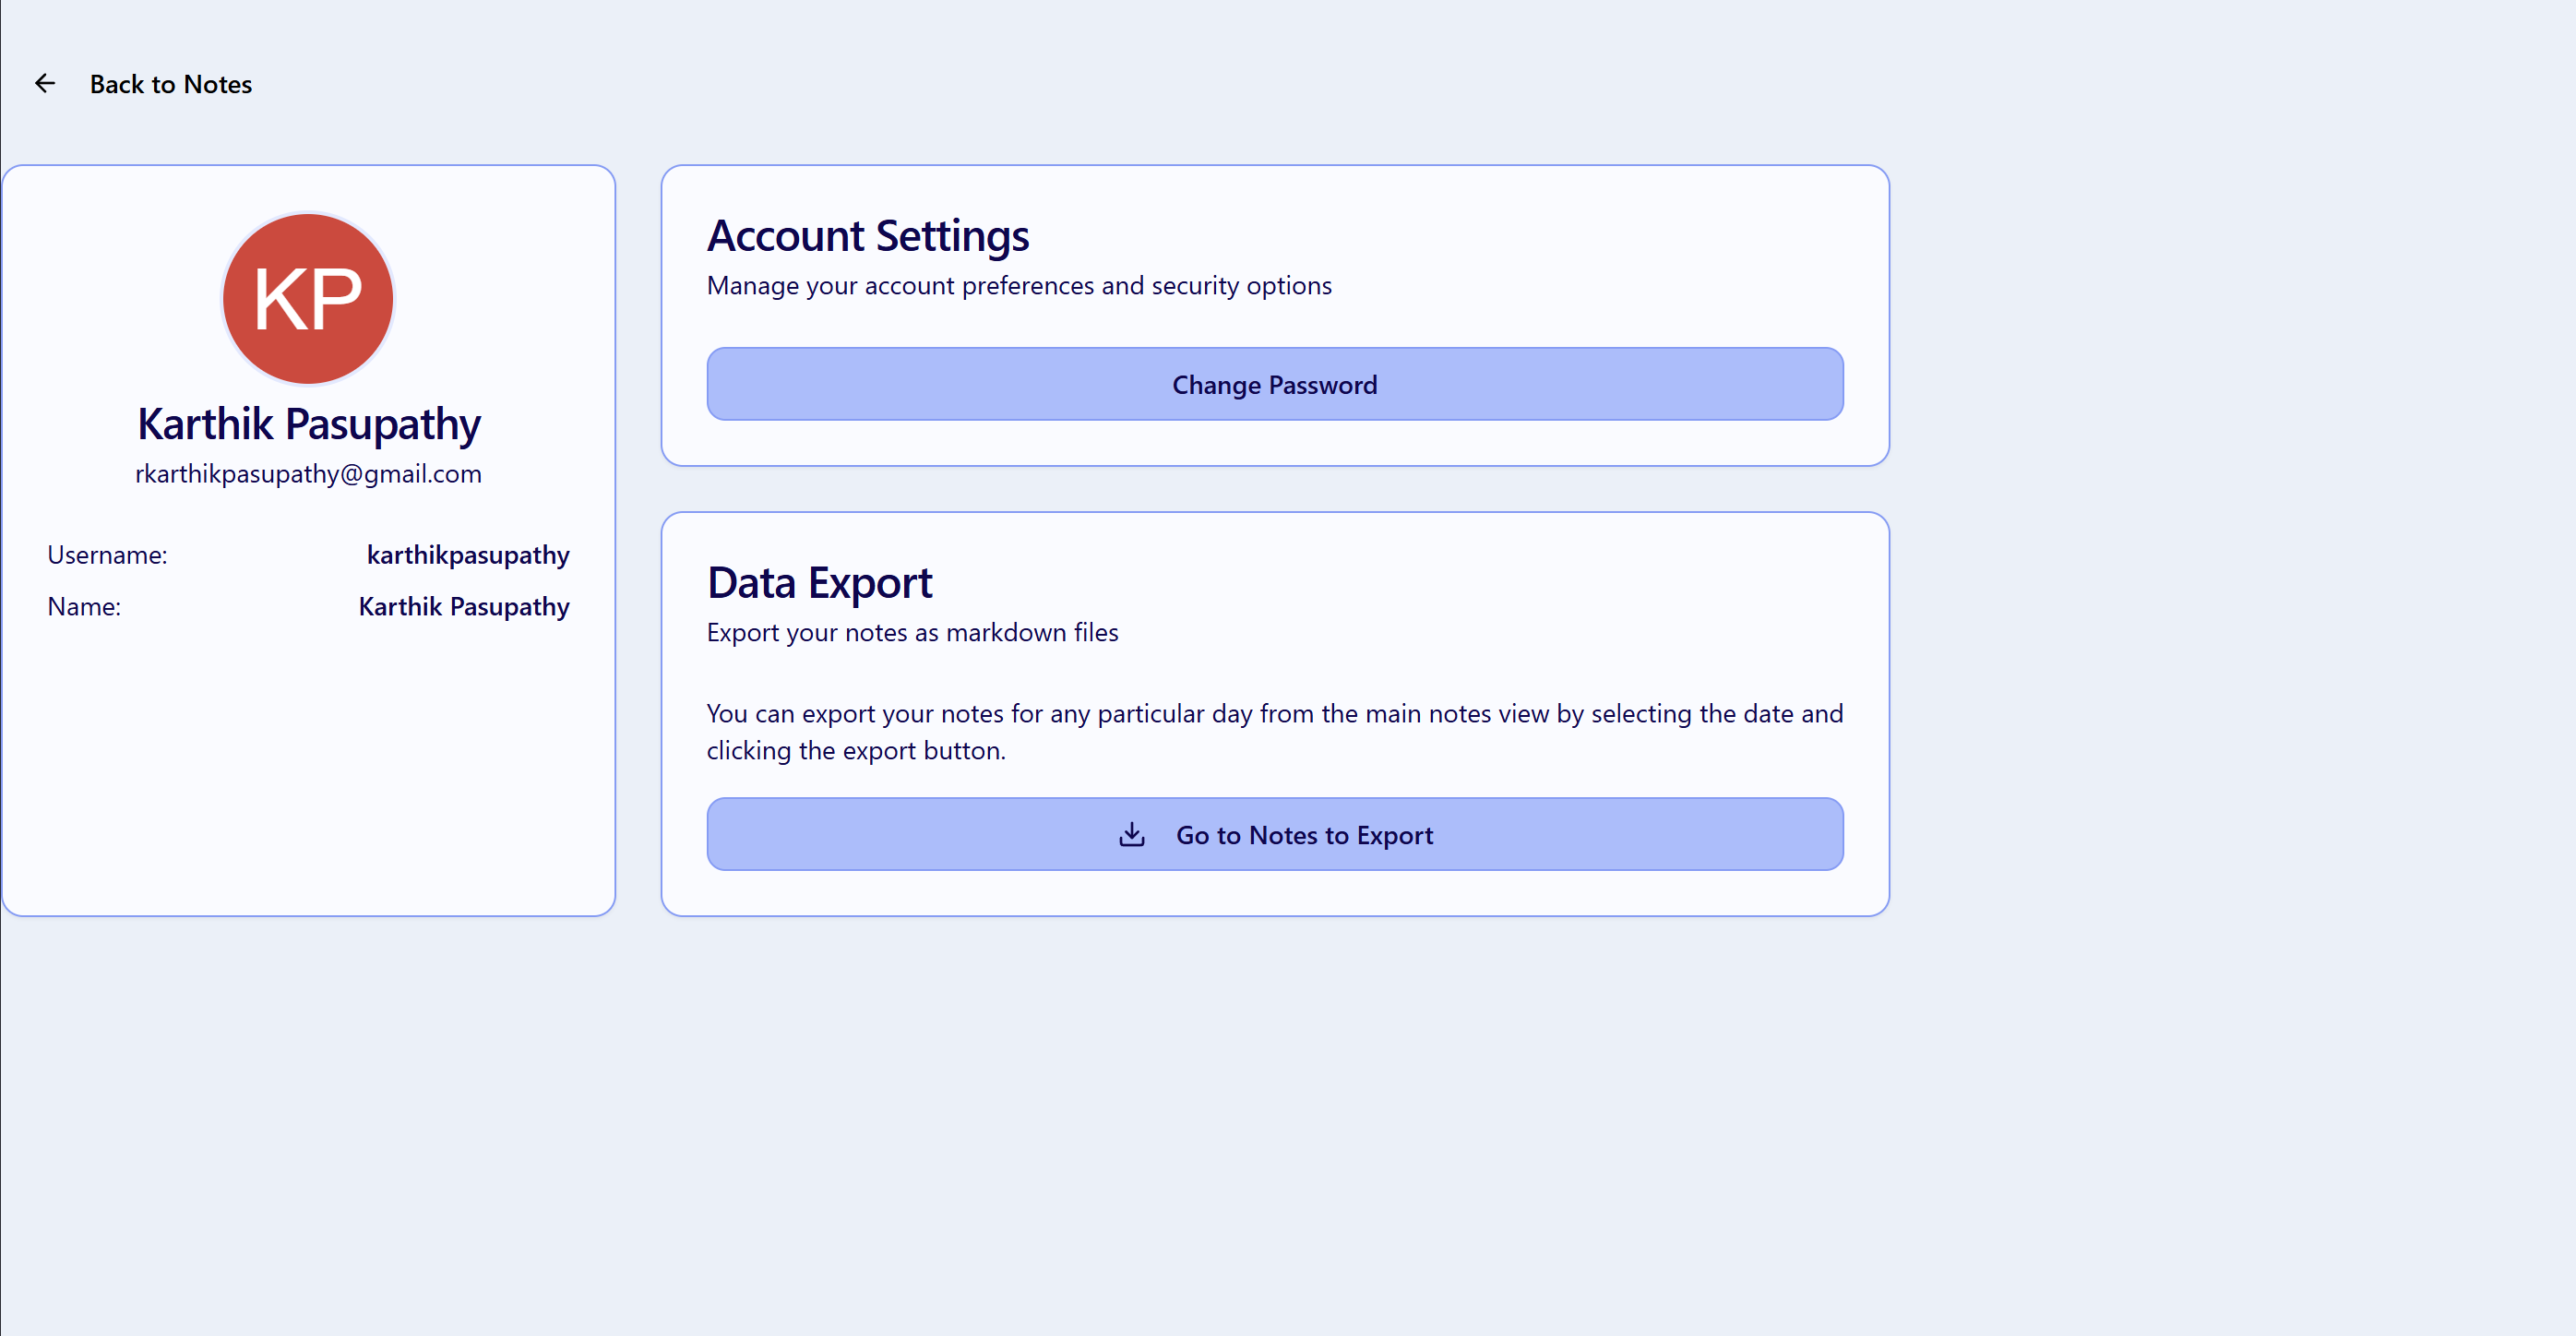 Back to Notes
KP
Karthik Pasupathy
rkarthikpasupathy@gmail.com
Username: karthikpasupathy
Name: Karthik Pasupathy
Account Settings
Manage your account preferences and security options
Change Password
Data Export
Export your notes as markdown files
You can export your notes for any particular day from the main notes view by selecting the date and
clicking the export button.
Go to Notes to Export